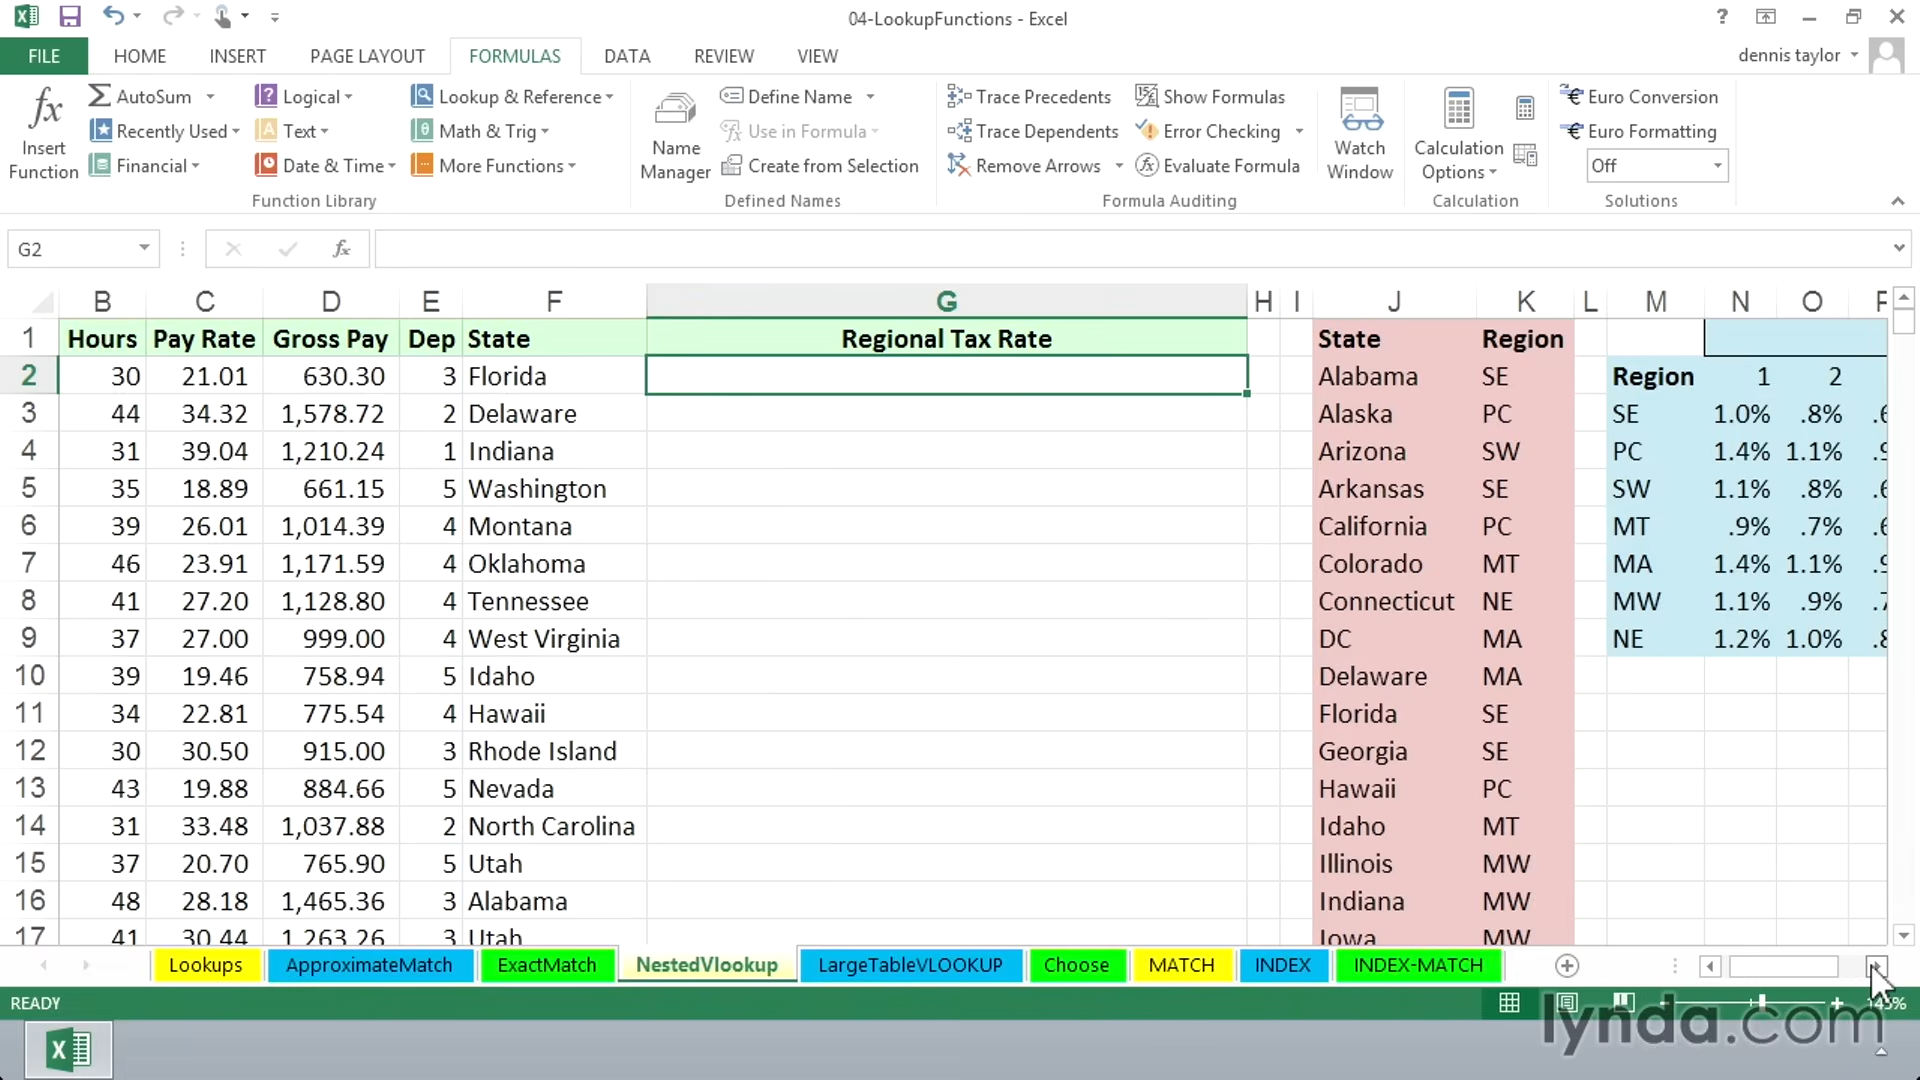 04-LookupFunctions - Excel
?
FILE HOME INSERT PAGE LAYOUT FORMULAS DATA REVIEW VIEW dennis taylor
fx Insert Function
AutoSum Logical Lookup & Reference
Recently Used Text Math & Trig
Financial Date & Time More Functions
Function Library
Name Manager
Define Name
Use in Formula
Create from Selection
Defined Names
Trace Precedents Show Formulas
Trace Dependents Error Checking
Remove Arrows Evaluate Formula
Formula Auditing
Watch Window
Calculation Options
Calculation
Euro Conversion
Euro Formatting
Off
Solutions
G2 fx
B C D E F G H I J K L M N O
1 Hours Pay Rate Gross Pay Dep State Regional Tax Rate State Region
2 30 21.01 630.30 3 Florida Alabama SE Region 1 2
3 44 34.32 1,578.72 2 Delaware Alaska PC SE 1.0% .8%
4 31 39.04 1,210.24 1 Indiana Arizona SW PC 1.4% 1.1%
5 35 18.89 661.15 5 Washington Arkansas SE SW 1.1% .8%
6 39 26.01 1,014.39 4 Montana California PC MT .9% .7%
7 46 23.91 1,171.59 4 Oklahoma Colorado MT MA 1.4% 1.1%
8 41 27.20 1,128.80 4 Tennessee Connecticut NE MW 1.1% .9%
9 37 27.00 999.00 4 West Virginia DC MA NE 1.2% 1.0%
10 39 19.46 758.94 5 Idaho Delaware MA
11 34 22.81 775.54 4 Hawaii Florida SE
12 30 30.50 915.00 3 Rhode Island Georgia SE
13 43 19.88 884.66 5 Nevada Hawaii PC
14 31 33.48 1,037.88 2 North Carolina Idaho MT
15 37 20.70 765.90 5 Utah Illinois MW
16 48 28.18 1,465.36 3 Alabama Indiana MW
17 41 30.44 1,263.26 3 Utah Iowa MW
Lookups ApproximateMatch ExactMatch NestedVlookup LargeTableVLOOKUP Choose MATCH INDEX INDEX-MATCH
READY 145%
lynda.com